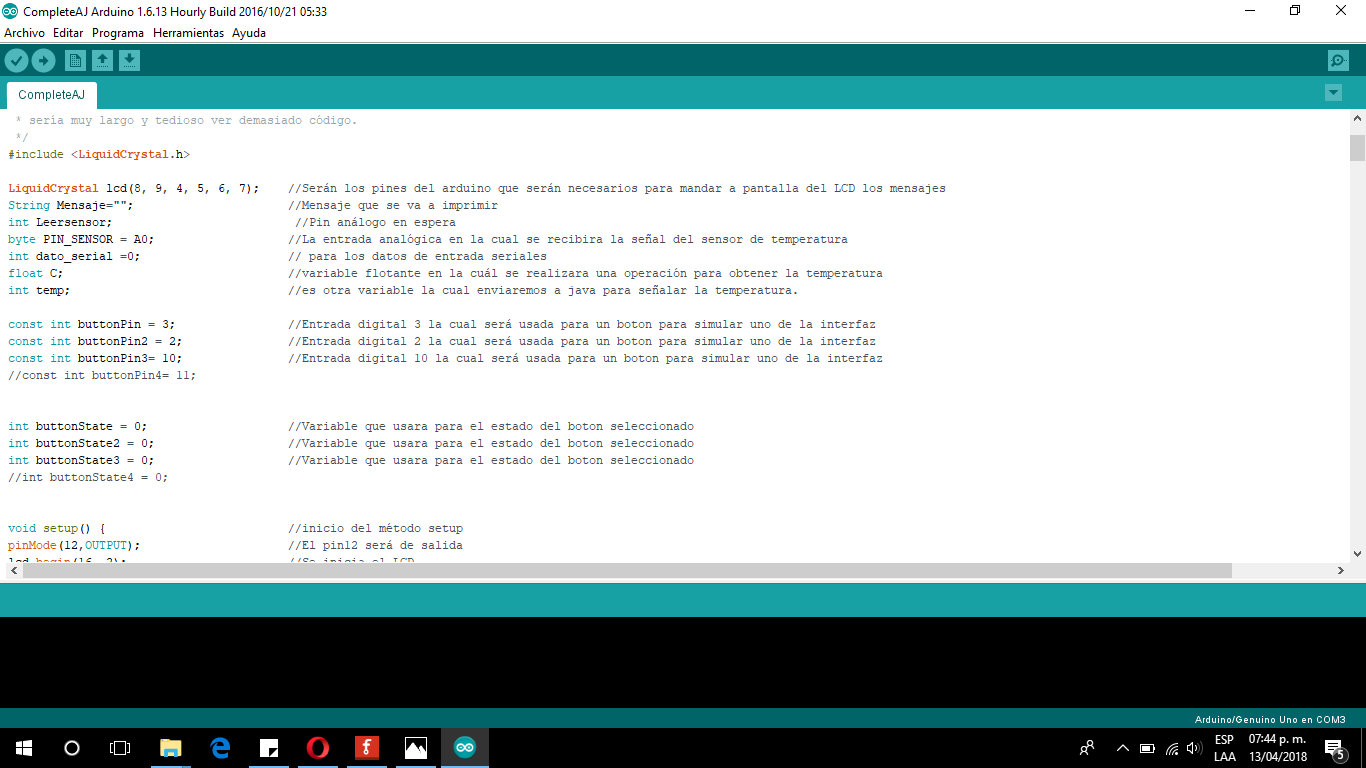 CompleteAJ Arduino 1.6.13 Hourly Build 2016/10/21 05:33
Archivo Editar Programa Herramientas Ayuda
CompleteAJ
* sería muy largo y tedioso ver demasiado código.
*/
#include <LiquidCrystal.h>
LiquidCrystal lcd(8, 9, 4, 5, 6, 7); //Serán los pines del arduino que serán necesarios para mandar a pantalla del LCD los mensajes
String Mensaje=""; //Mensaje que se va a imprimir
int Leersensor; //Pin análogo en espera
byte PIN_SENSOR = A0; //La entrada analógica en la cual se recibira la señal del sensor de temperatura
int dato_serial =0; // para los datos de entrada seriales
float C; //variable flotante en la cuál se realizara una operación para obtener la temperatura
int temp; //es otra variable la cual enviaremos a java para señalar la temperatura.
const int buttonPin = 3; //Entrada digital 3 la cual será usada para un boton para simular uno de la interfaz
const int buttonPin2 = 2; //Entrada digital 2 la cual será usada para un boton para simular uno de la interfaz
const int buttonPin3= 10; //Entrada digital 10 la cual será usada para un boton para simular uno de la interfaz
//const int buttonPin4= 11;
int buttonState = 0; //Variable que usara para el estado del boton seleccionado
int buttonState2 = 0; //Variable que usara para el estado del boton seleccionado
int buttonState3 = 0; //Variable que usara para el estado del boton seleccionado
//int buttonState4 = 0;
void setup() { //inicio del método setup
pinMode(12,OUTPUT); //El pin12 será de salida
lcd.begin(16, 2); //Se inicia el LCD
Arduino/Genuino Uno en COM3
ESP 07:44 p. m.
LAA 13/04/2018
5